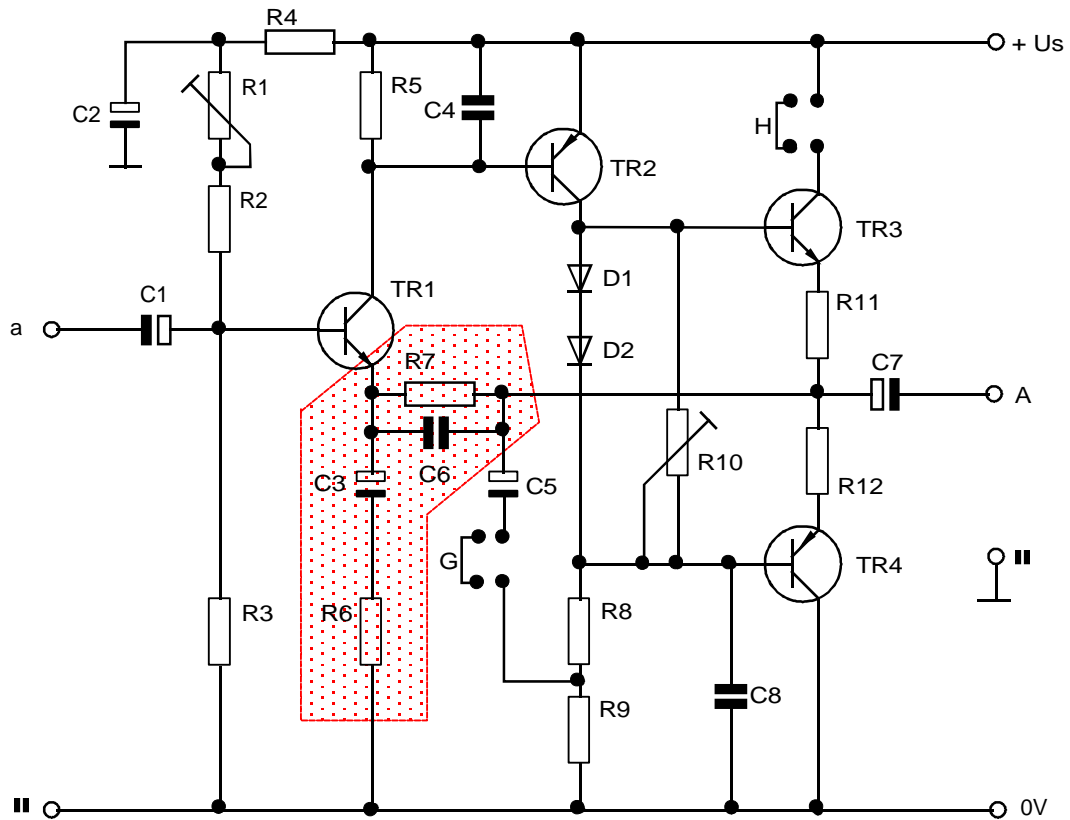 R4
+ Us
R1
R5
C2
C4
H
TR2
R2
TR3
TR1
D1
C1
R11
a
D2
R7
C7
A
R10
C6
C3
C5
R12
G
TR4
"
R3
R6
R8
C8
R9
"
0V